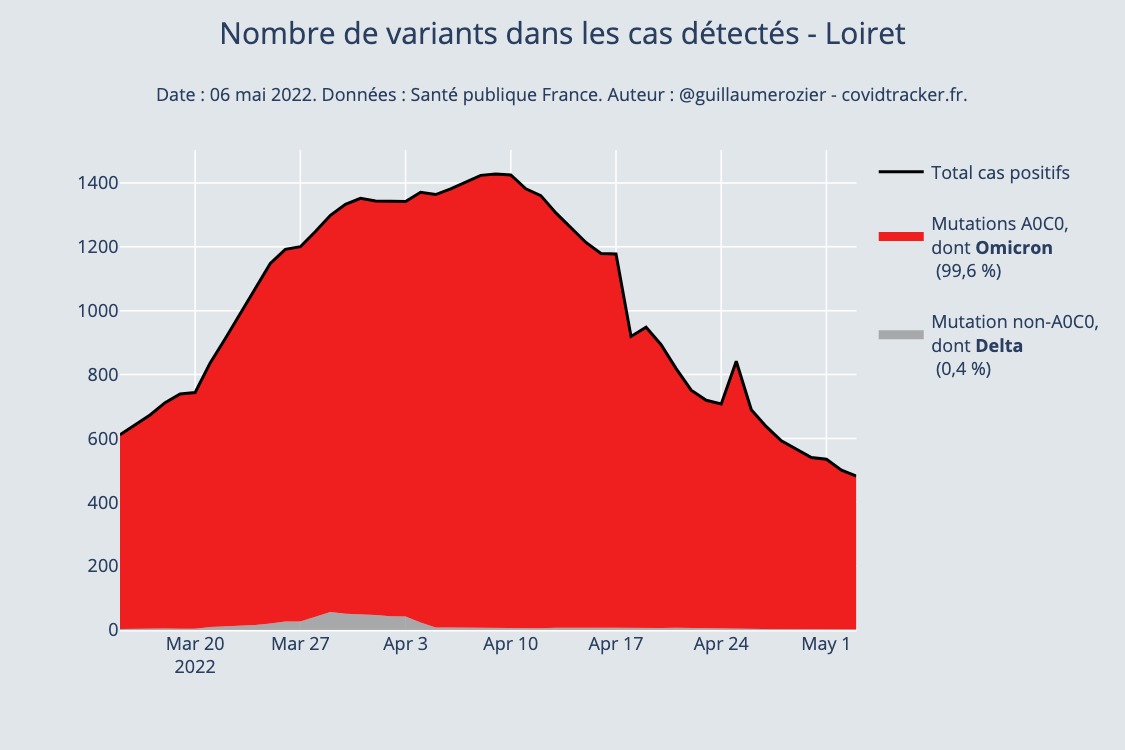 Nombre de variants dans les cas détectés - Loiret
Date : 06 mai 2022. Données : Santé publique France. Auteur : @guillaumerozier - covidtracker.fr.
1400
1200
1000
800
600
400
200
0
Mar 20
2022
Mar 27
Apr 3
Apr 10
Apr 17
Apr 24
May 1
Total cas positifs
Mutations A0C0,
dont Omicron
(99,6 %)
Mutation non-A0C0,
dont Delta
(0,4 %)